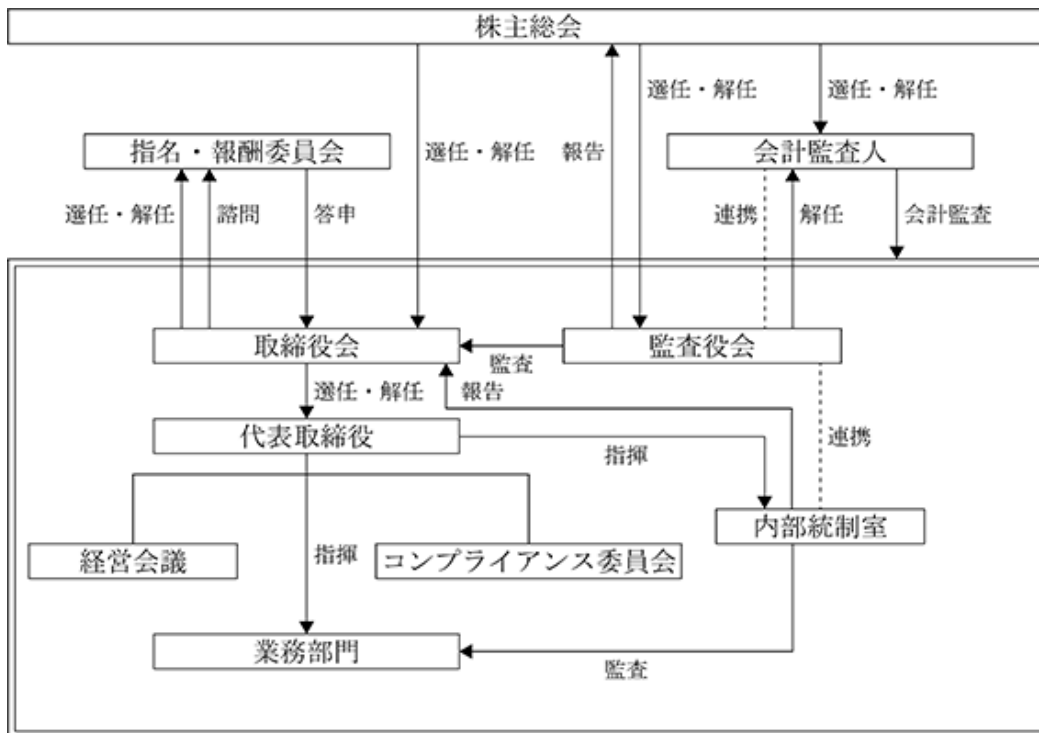 株主総会
選任・解任
選任・解任
指名・報酬委員会
選任・解任
報告
会計監査人
選任・解任
諮問
答申
連携
解任
会計監査
取締役会
監査役会
監査
選任・解任
報告
代表取締役
連携
指揮
内部統制室
経営会議
指揮
コンプライアンス委員会
業務部門
監査